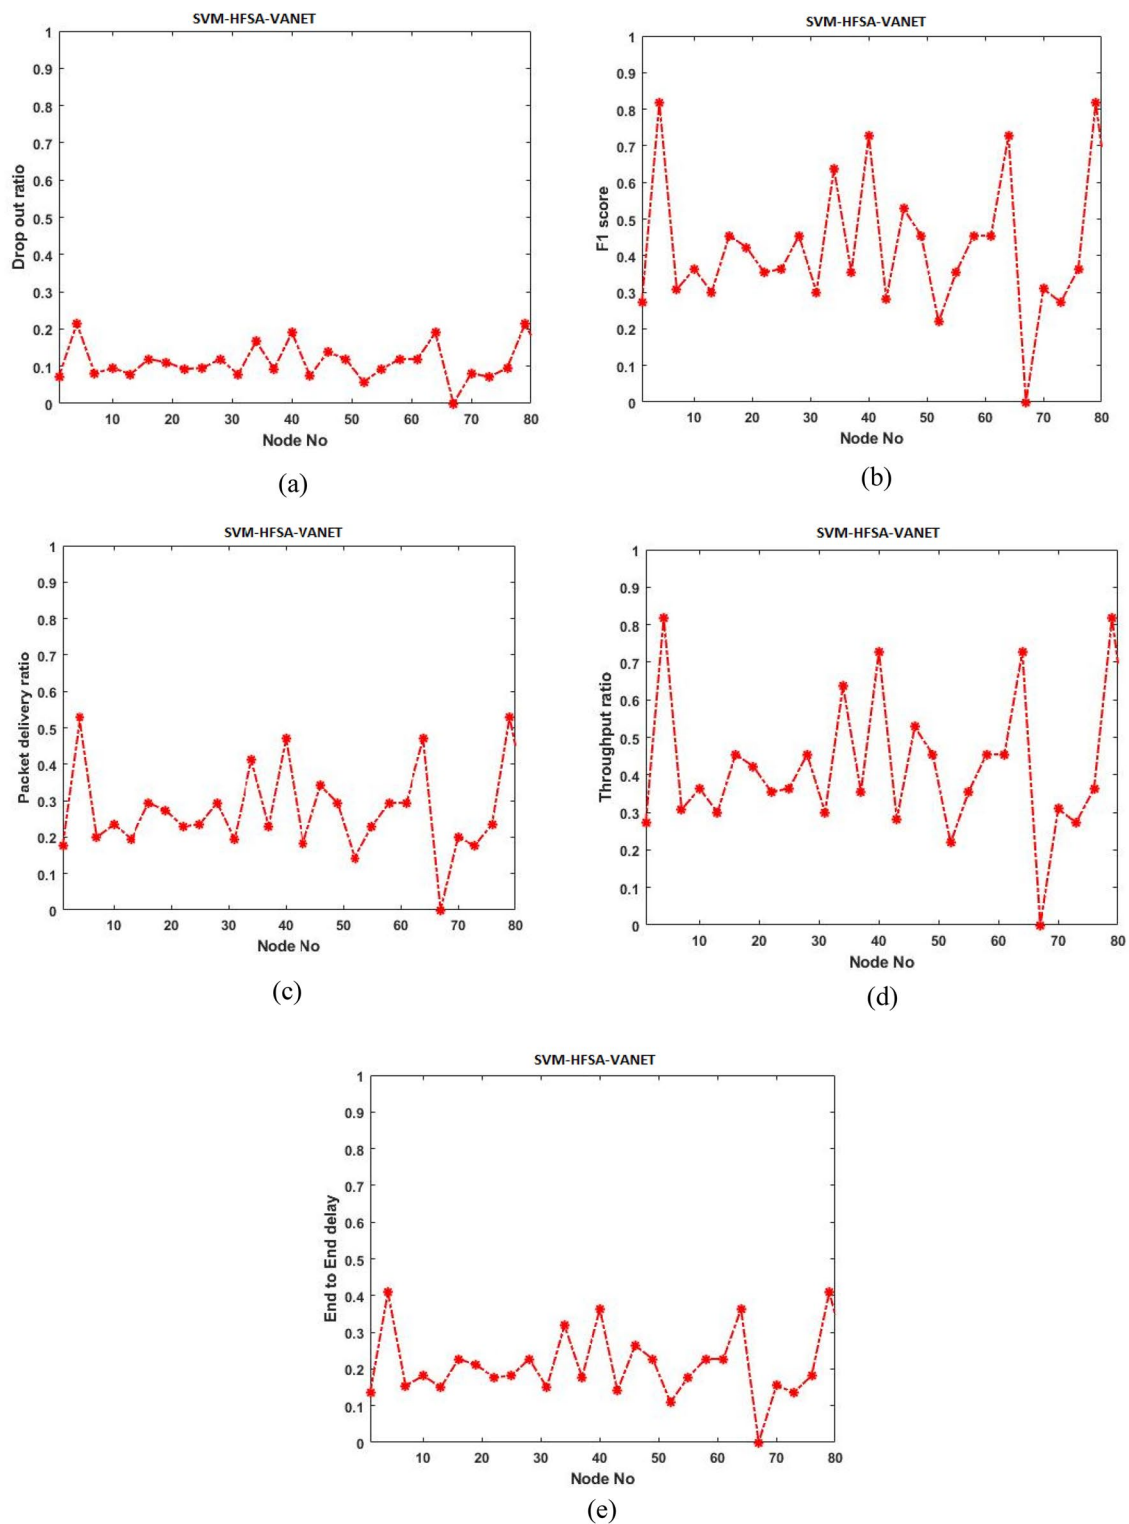 SVM-HFSA-VANET
1
0.9
0.8
0.7
0.6
0.5
0.4
0.3
0.2
0.1
0
Drop out ratio
10 20 30 40 50 60 70 80
Node No
(a)
SVM-HFSA-VANET
1
0.9
0.8
0.7
0.6
0.5
0.4
0.3
0.2
0.1
0
F1 score
10 20 30 40 50 60 70 80
Node No
(b)
SVM-HFSA-VANET
1
0.9
0.8
0.7
0.6
0.5
0.4
0.3
0.2
0.1
0
Packet delivery ratio
10 20 30 40 50 60 70 80
Node No
(c)
SVM-HFSA-VANET
1
0.9
0.8
0.7
0.6
0.5
0.4
0.3
0.2
0.1
0
Throughput ratio
10 20 30 40 50 60 70 80
Node No
(d)
SVM-HFSA-VANET
1
0.9
0.8
0.7
0.6
0.5
0.4
0.3
0.2
0.1
0
End to End delay
10 20 30 40 50 60 70 80
Node No
(e)